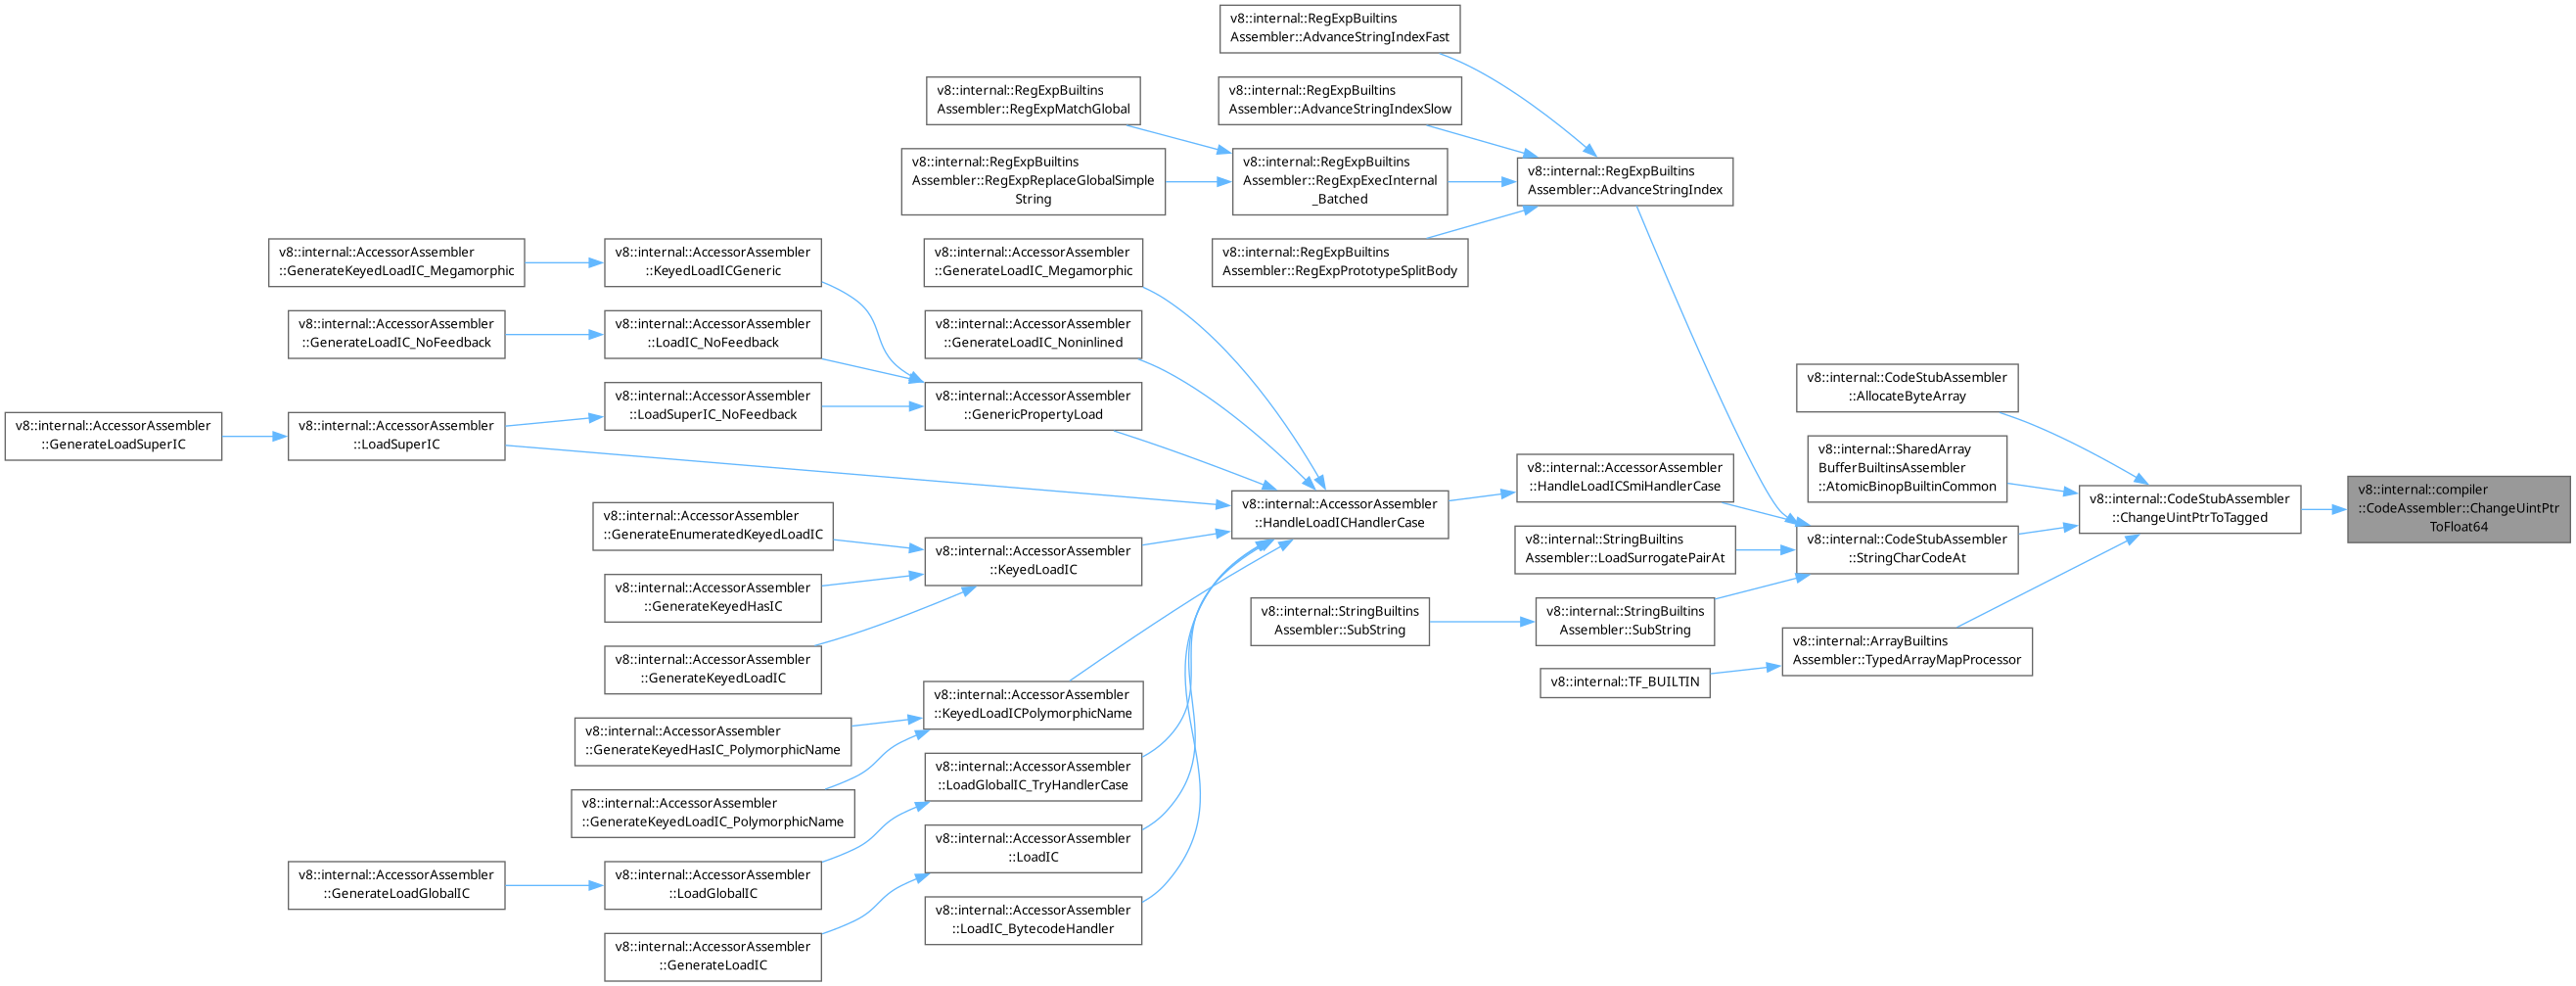 v8::internal::RegExpBuiltins
Assembler::AdvanceStringIndexFast
v8::internal::RegExpBuiltins
Assembler::RegExpMatchGlobal
v8::internal::RegExpBuiltins
Assembler::AdvanceStringIndexSlow
v8::internal::RegExpBuiltins
Assembler::RegExpReplaceGlobalSimple
String
v8::internal::RegExpBuiltins
Assembler::RegExpExecInternal
_Batched
v8::internal::RegExpBuiltins
Assembler::AdvanceStringIndex
v8::internal::AccessorAssembler
::GenerateKeyedLoadIC_Megamorphic
v8::internal::AccessorAssembler
::KeyedLoadICGeneric
v8::internal::AccessorAssembler
::GenerateLoadIC_Megamorphic
v8::internal::RegExpBuiltins
Assembler::RegExpPrototypeSplitBody
v8::internal::AccessorAssembler
::GenerateLoadIC_NoFeedback
v8::internal::AccessorAssembler
::LoadIC_NoFeedback
v8::internal::AccessorAssembler
::GenerateLoadIC_Noninlined
v8::internal::CodeStubAssembler
::AllocateByteArray
v8::internal::AccessorAssembler
::LoadSuperIC_NoFeedback
v8::internal::AccessorAssembler
::GenericPropertyLoad
v8::internal::AccessorAssembler
::GenerateLoadSuperIC
v8::internal::AccessorAssembler
::LoadSuperIC
v8::internal::SharedArray
BufferBuiltinsAssembler
::AtomicBinopBuiltinCommon
v8::internal::AccessorAssembler
::HandleLoadICSmiHandlerCase
v8::internal::compiler
::CodeAssembler::ChangeUintPtr
ToFloat64
v8::internal::CodeStubAssembler
::ChangeUintPtrToTagged
v8::internal::AccessorAssembler
::HandleLoadICHandlerCase
v8::internal::AccessorAssembler
::GenerateEnumeratedKeyedLoadIC
v8::internal::StringBuiltins
Assembler::LoadSurrogatePairAt
v8::internal::CodeStubAssembler
::StringCharCodeAt
v8::internal::AccessorAssembler
::KeyedLoadIC
v8::internal::AccessorAssembler
::GenerateKeyedHasIC
v8::internal::StringBuiltins
Assembler::SubString
v8::internal::StringBuiltins
Assembler::SubString
v8::internal::ArrayBuiltins
Assembler::TypedArrayMapProcessor
v8::internal::AccessorAssembler
::GenerateKeyedLoadIC
v8::internal::TF_BUILTIN
v8::internal::AccessorAssembler
::KeyedLoadICPolymorphicName
v8::internal::AccessorAssembler
::GenerateKeyedHasIC_PolymorphicName
v8::internal::AccessorAssembler
::LoadGlobalIC_TryHandlerCase
v8::internal::AccessorAssembler
::GenerateKeyedLoadIC_PolymorphicName
v8::internal::AccessorAssembler
::LoadIC
v8::internal::AccessorAssembler
::GenerateLoadGlobalIC
v8::internal::AccessorAssembler
::LoadGlobalIC
v8::internal::AccessorAssembler
::LoadIC_BytecodeHandler
v8::internal::AccessorAssembler
::GenerateLoadIC